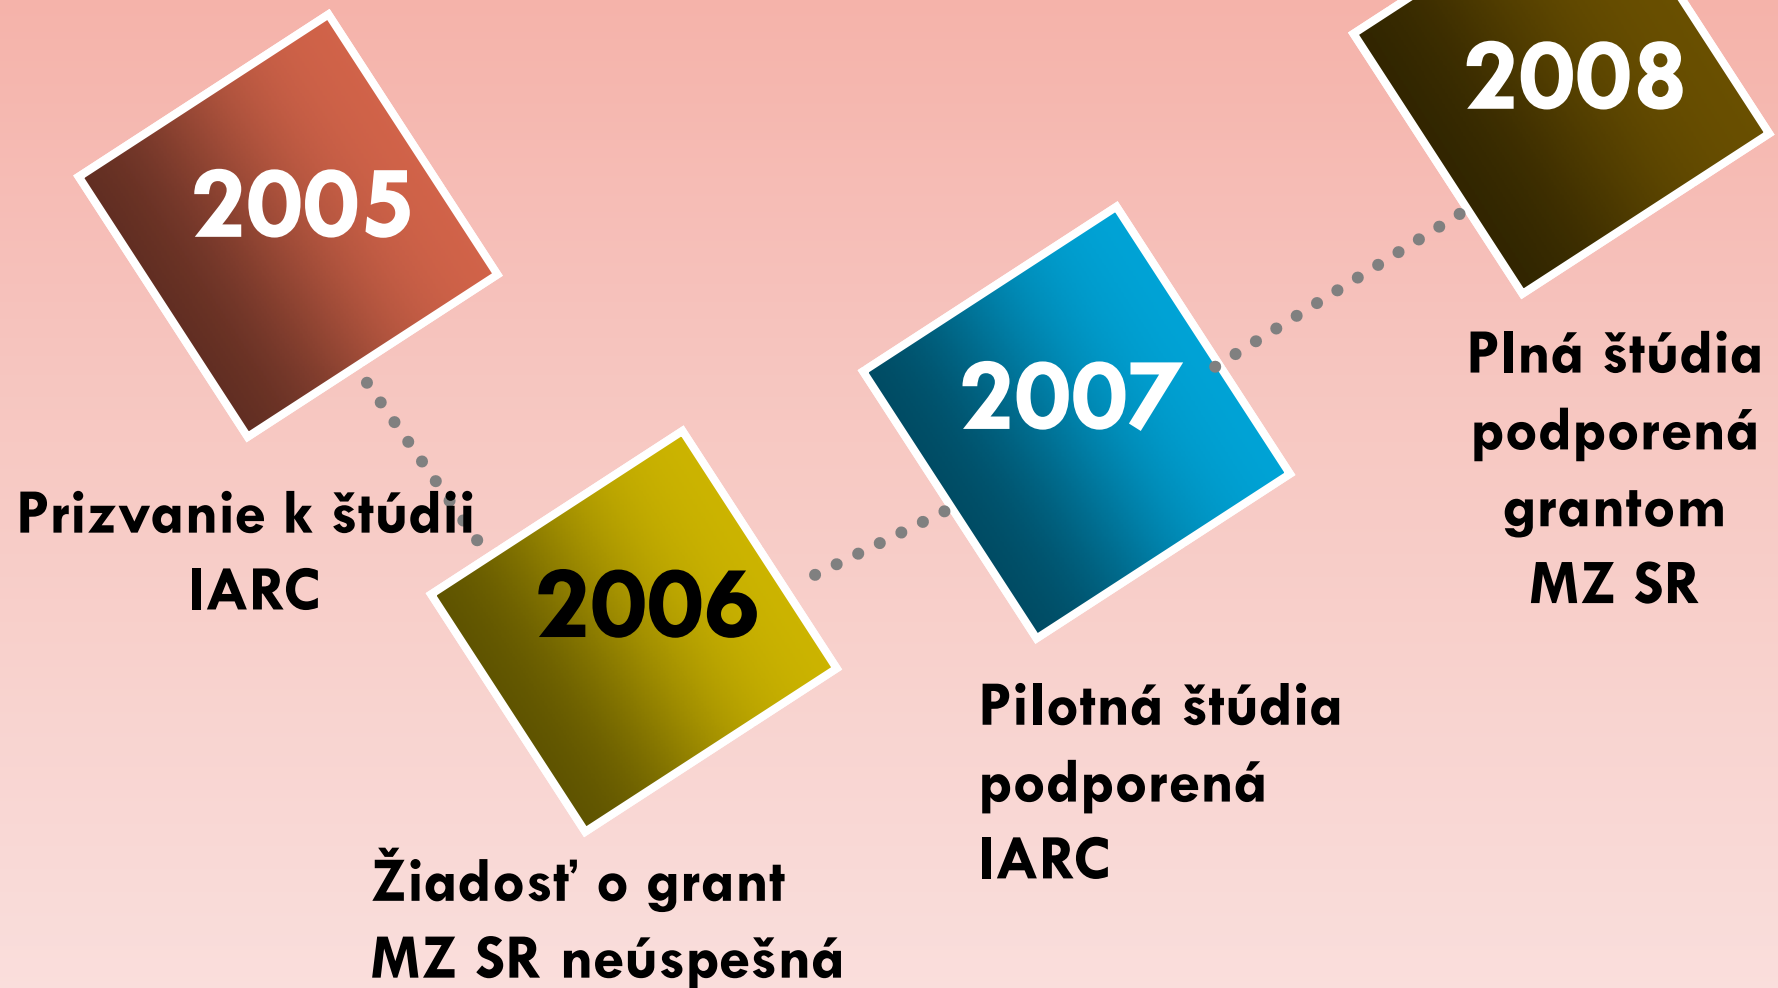 2005
Prizvanie k štúdii
IARC
2006
Žiadosť o grant
MZ SR neúspešná
2007
Pilotná štúdia
podporená
IARC
2008
Plná štúdia
podporená
grantom
MZ SR